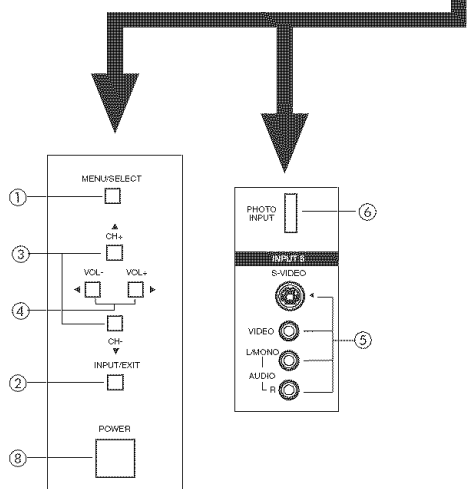 MENU/SELECT
①
CH+
③
VOL- VOL+
④
CH-
INPUT/EXIT
②
POWER
⑧
PHOTO
INPUT
⑥
INPUT 5
S-VIDEO
VIDEO
⑤
L/MONO
AUDIO
R